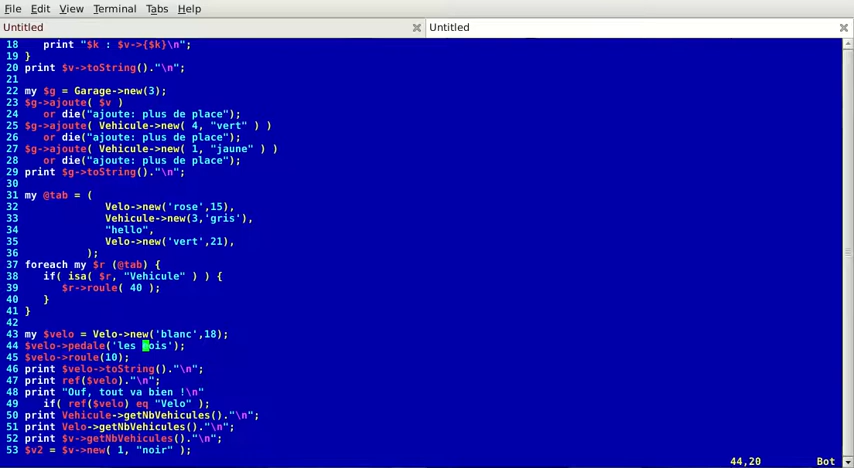 File Edit View Terminal Tabs Help
Untitled Untitled
18    print "$k : $v->{$k}\n";
19 }
20 print $v->toString()."\n";
21
22 my $g = Garage->new(3);
23 $g->ajoute( $v )
24    or die("ajoute: plus de place");
25 $g->ajoute( Vehicule->new( 4, "vert" ) )
26    or die("ajoute: plus de place");
27 $g->ajoute( Vehicule->new( 1, "jaune" ) )
28    or die("ajoute: plus de place");
29 print $g->toString()."\n";
30
31 my @tab = (
32              Velo->new('rose',15),
33              Vehicule->new(3,'gris'),
34              "hello",
35              Velo->new('vert',21),
36           );
37 foreach my $r (@tab) {
38    if( isa( $r, "Vehicule" ) ) {
39       $r->roule( 40 );
40    }
41 }
42
43 my $velo = Velo->new('blanc',18);
44 $velo->pedale('les ois');
45 $velo->roule(10);
46 print $velo->toString()."\n";
47 print ref($velo)."\n";
48 print "Ouf, tout va bien !\n"
49    if( ref($velo) eq "Velo" );
50 print Vehicule->getNbVehicules()."\n";
51 print Velo->getNbVehicules()."\n";
52 print $v->getNbVehicules()."\n";
53 $v2 = $v->new( 1, "noir" );
44,20 Bot